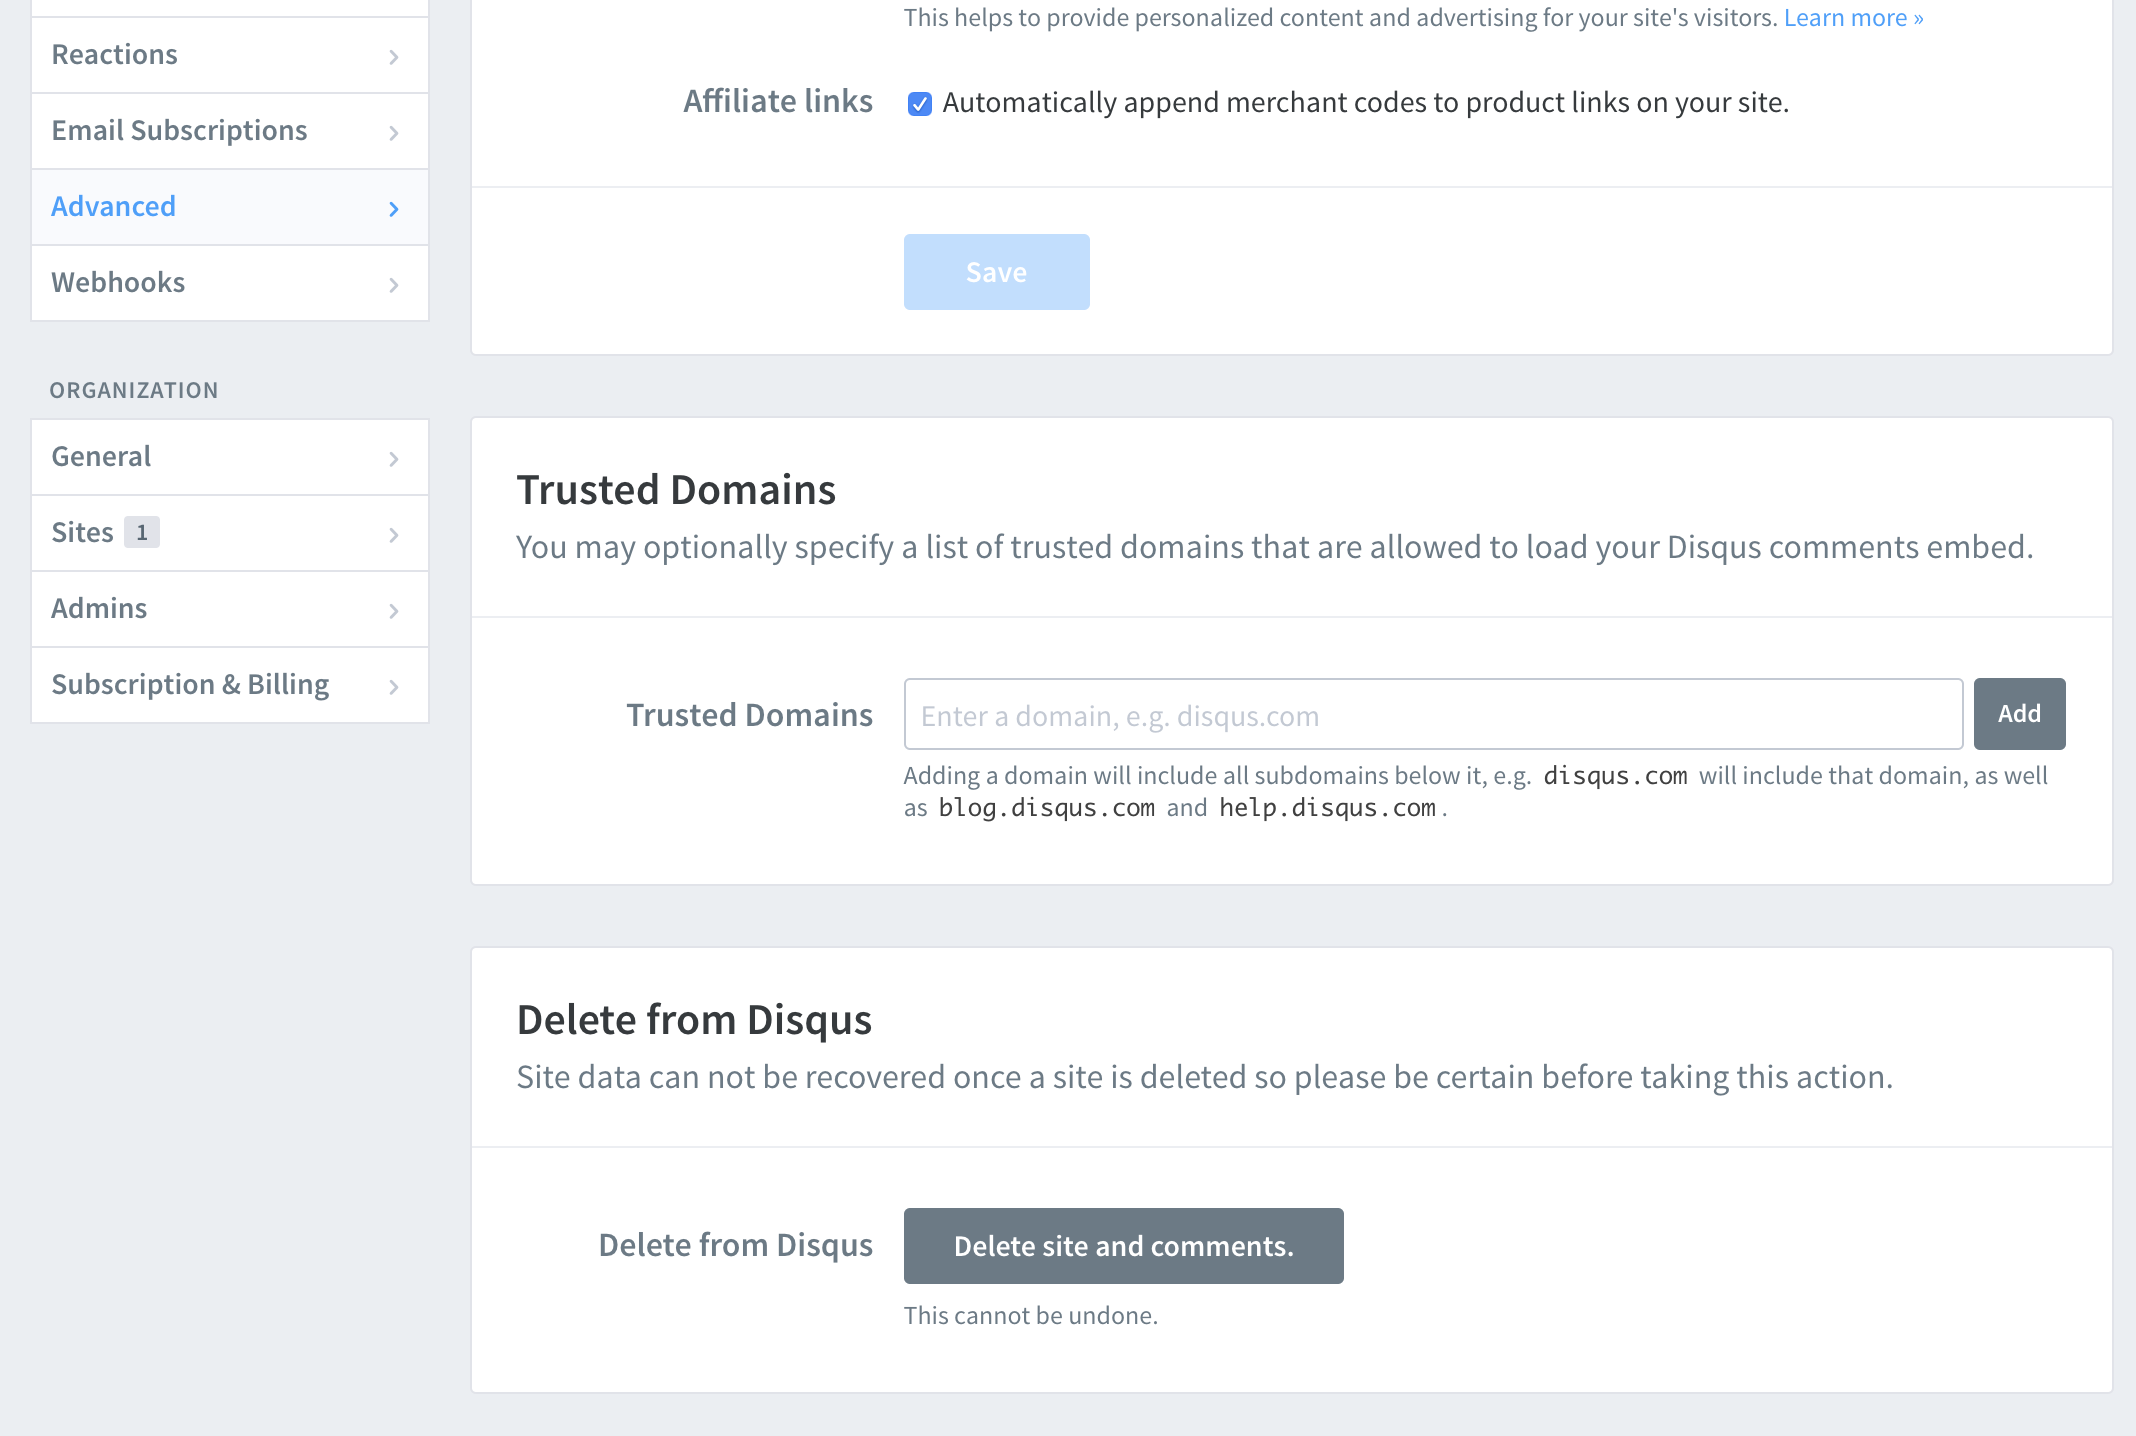 Reactions
Email Subscriptions
Advanced
Webhooks
ORGANIZATION
General
Sites 1
Admins
Subscription & Billing
This helps to provide personalized content and advertising for your site's visitors. Learn more »
Affiliate links Automatically append merchant codes to product links on your site.
Save
Trusted Domains
You may optionally specify a list of trusted domains that are allowed to load your Disqus comments embed.
Trusted Domains Enter a domain, e.g. disqus.com Add
Adding a domain will include all subdomains below it, e.g. disqus.com will include that domain, as well
as blog.disqus.com and help.disqus.com.
Delete from Disqus
Site data can not be recovered once a site is deleted so please be certain before taking this action.
Delete from Disqus Delete site and comments.
This cannot be undone.